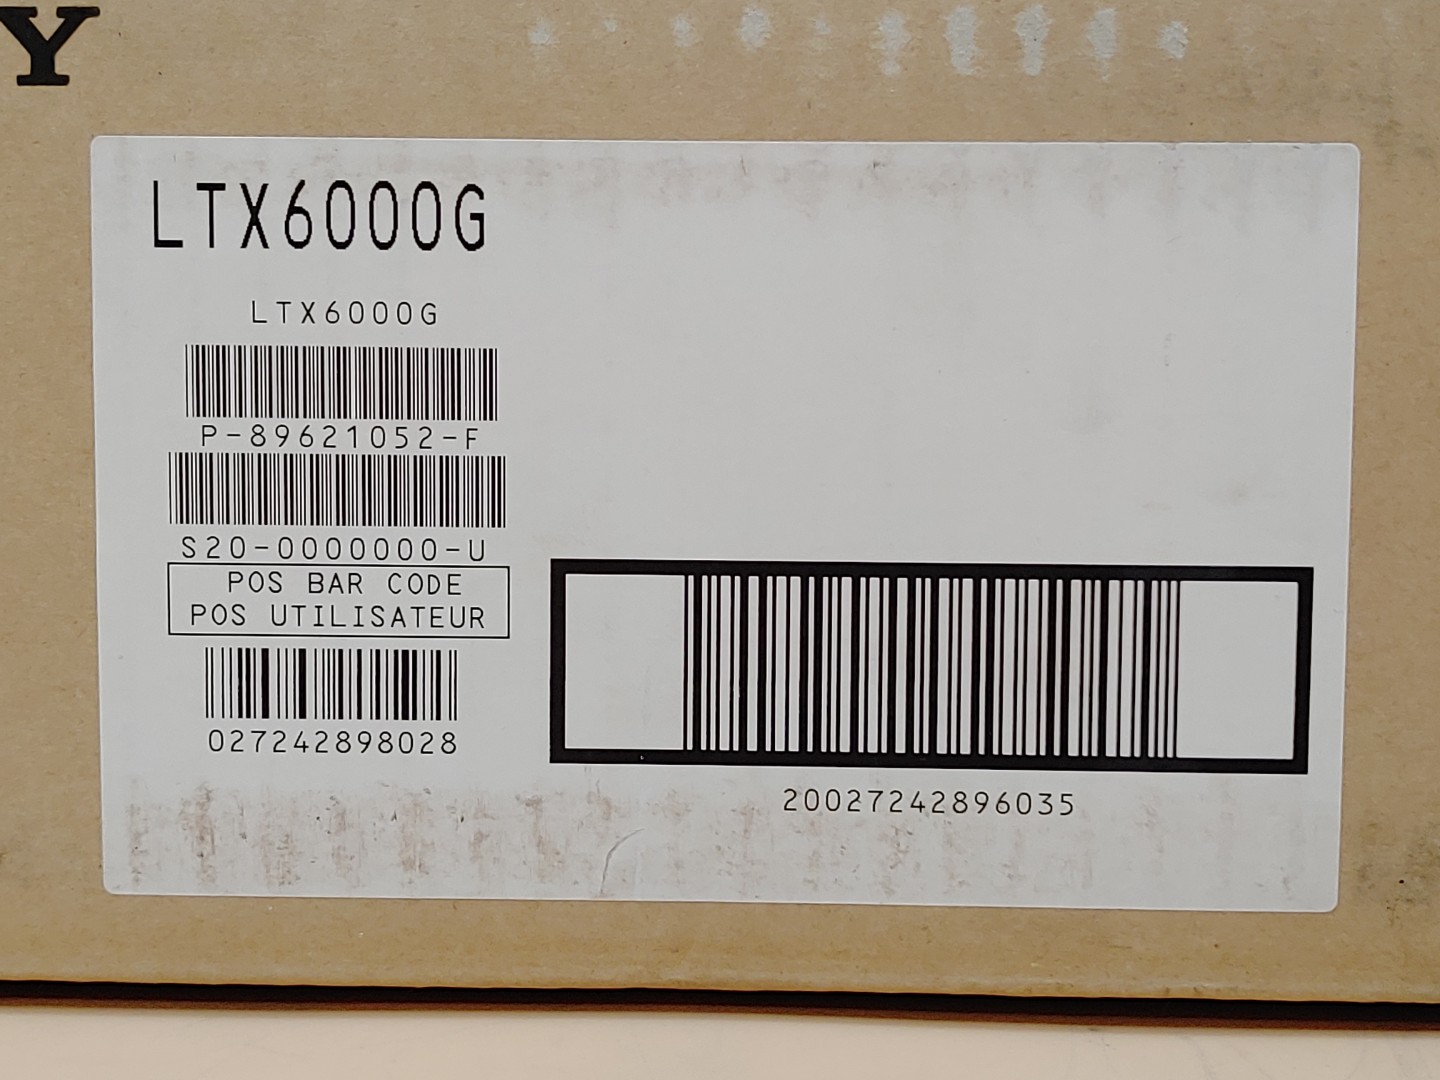 Y
LTX6000G
LTX6000G
P-89621052-F
S20-0000000-U
POS BAR CODE
POS UTILISATEUR
027242898028
20027242896035